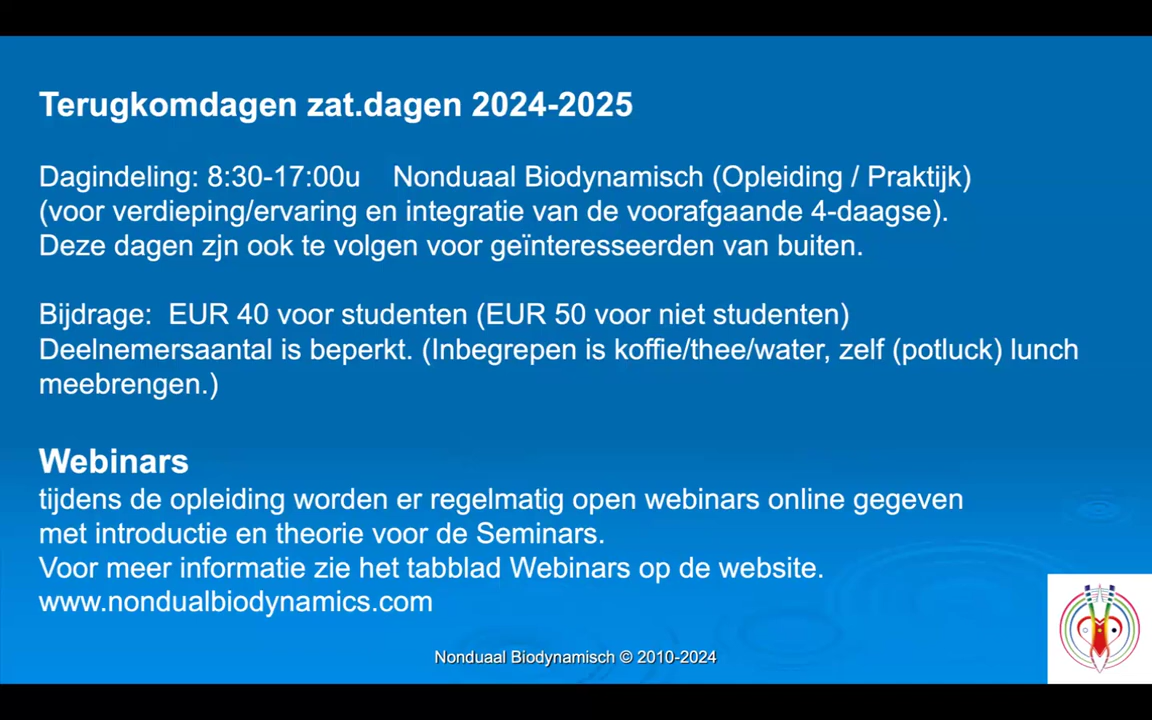 Terugkomdagen zat.dagen 2024-2025
Dagindeling: 8:30-17:00u Nonduaal Biodynamisch (Opleiding / Praktijk)
(voor verdieping/ervaring en integratie van de voorafgaande 4-daagse).
Deze dagen zjn ook te volgen voor geïnteresseerden van buiten.
Bijdrage: EUR 40 voor studenten (EUR 50 voor niet studenten)
Deelnemersaantal is beperkt. (Inbegrepen is koffie/thee/water, zelf (potluck) lunch
meebrengen.)
Webinars
tijdens de opleiding worden er regelmatig open webinars online gegeven
met introductie en theorie voor de Seminars.
Voor meer informatie zie het tabblad Webinars op de website.
www.nondualbiodynamics.com
Nonduaal Biodynamisch © 2010-2024